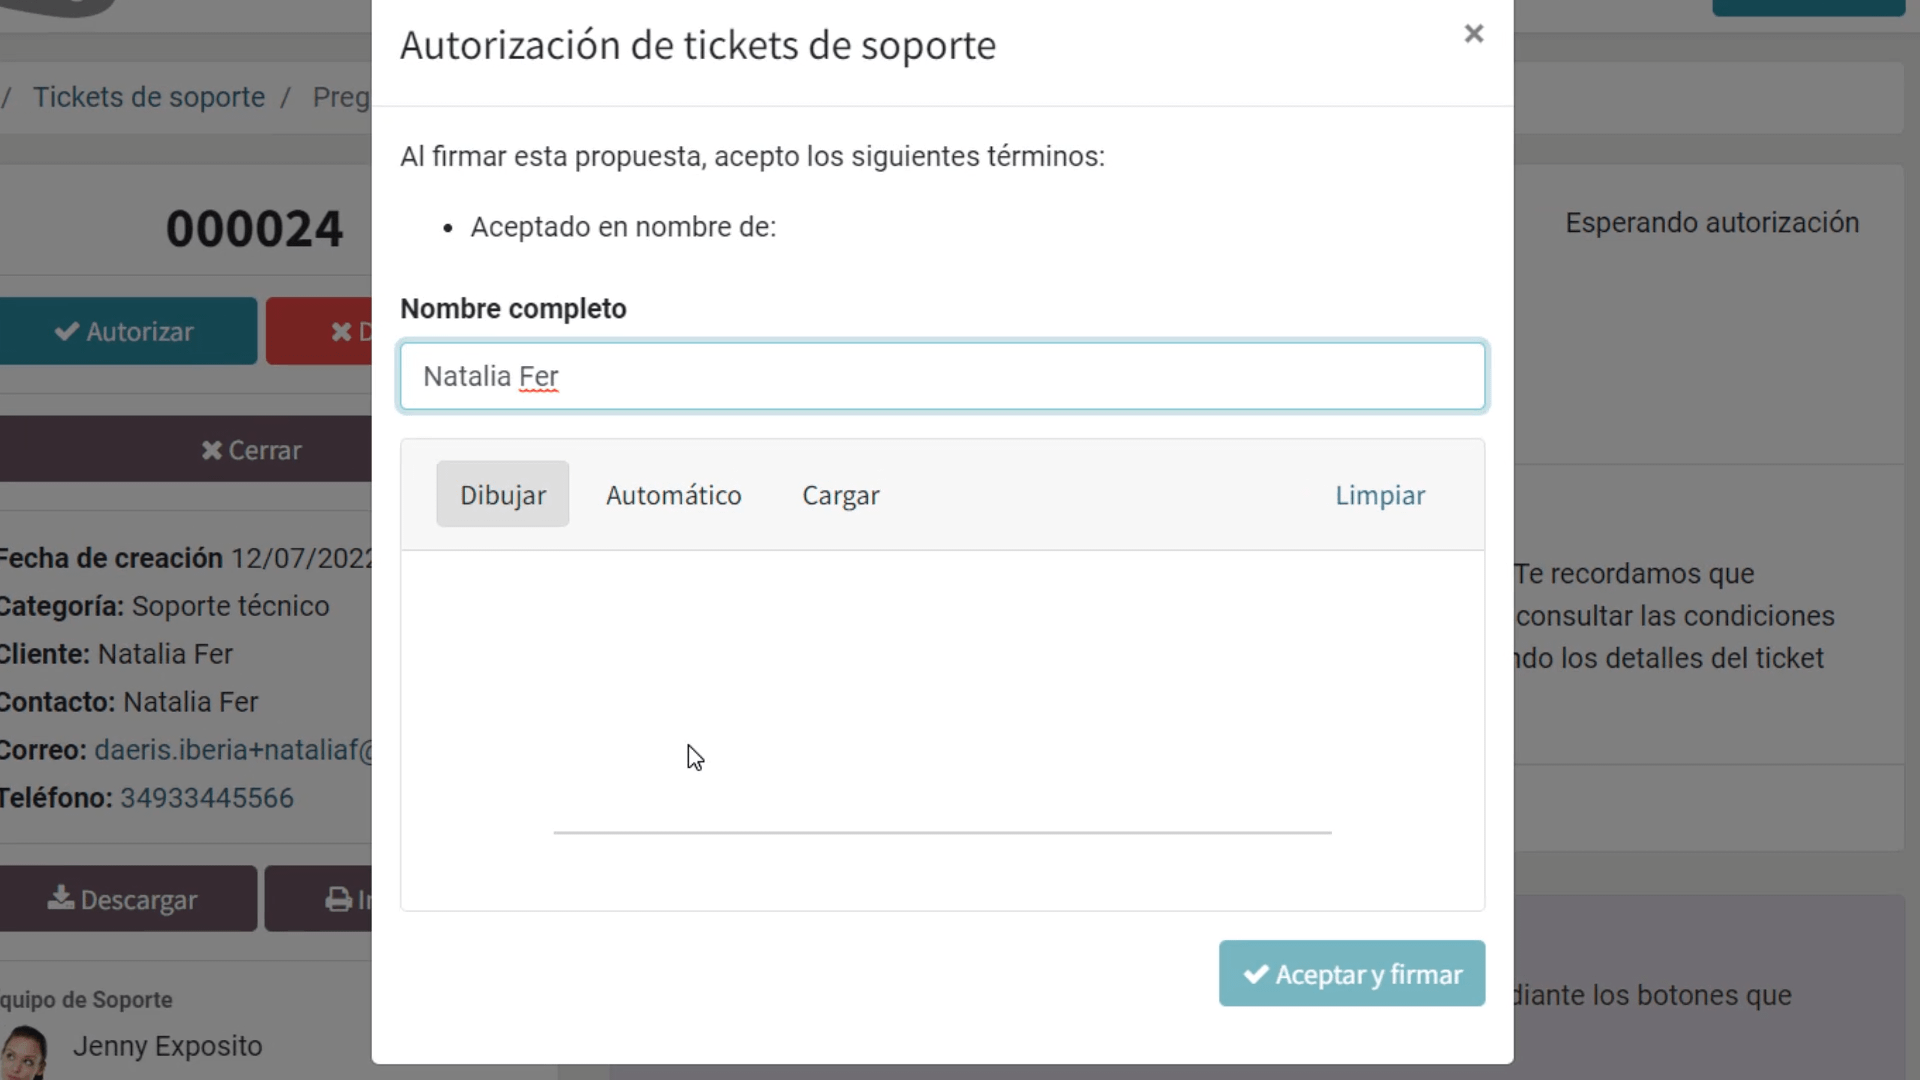 Autorización de tickets de soporte
×
/ Tickets de soporte / Preg
Al firmar esta propuesta, acepto los siguientes términos:
Aceptado en nombre de:
000024
Esperando autorización
Autorizar
Nombre completo
Natalia Fer
Cerrar
Dibujar Automático Cargar Limpiar
Fecha de creación 12/07/2022
Categoría: Soporte técnico
Cliente: Natalia Fer
Contacto: Natalia Fer
Correo: daeris.iberia+nataliaf@
Teléfono: 34933445566
Te recordamos que
consultar las condiciones
ndo los detalles del ticket
Descargar
Aceptar y firmar
diante los botones que
quipo de Soporte
Jenny Exposito